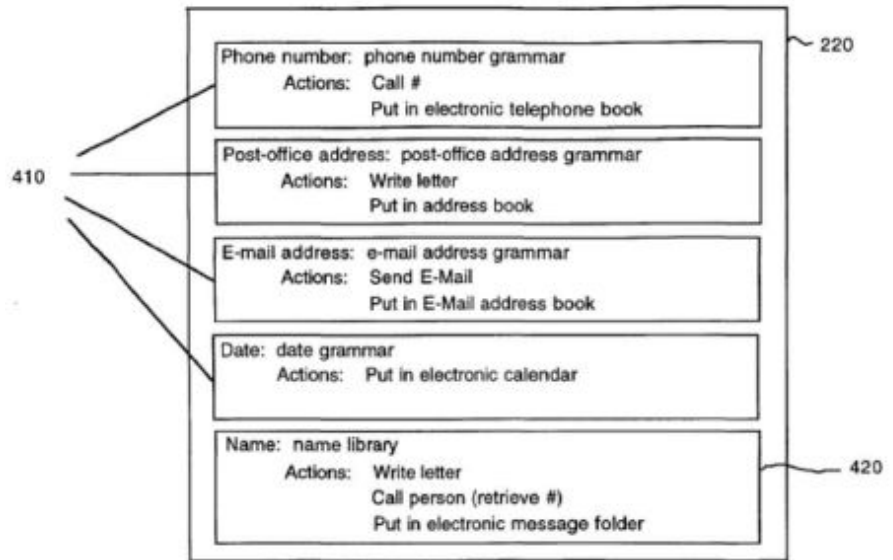 220
Phone number: phone number grammar
Actions: Call #
Put in electronic telephone book
410
Post-office address: post-office address grammar
Actions: Write letter
Put in address book
E-mail address: e-mail address grammar
Actions: Send E-Mail
Put in E-Mail address book
Date: date grammar
Actions: Put in electronic calendar
Name: name library
420
Actions: Write letter
Call person (retrieve #)
Put in electronic message folder